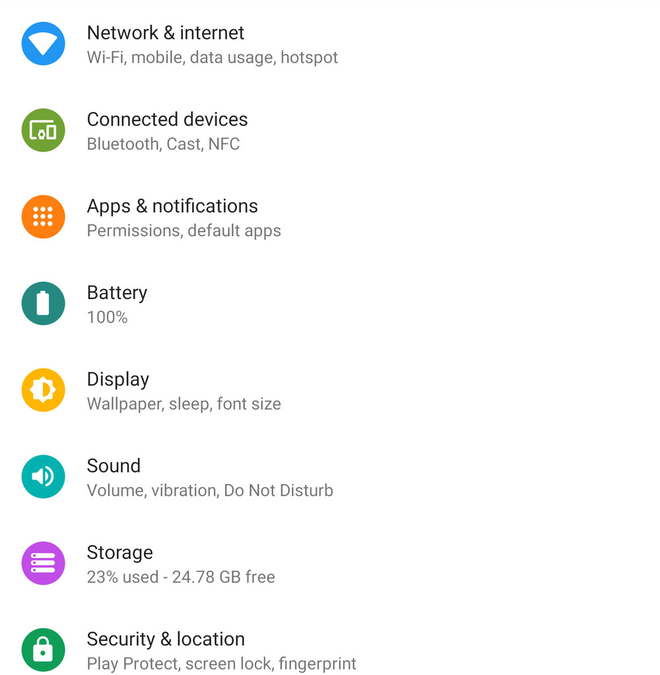 Network & internet
Wi-Fi, mobile, data usage, hotspot
Connected devices
Bluetooth, Cast, NFC
Apps & notifications
Permissions, default apps
Battery
100%
Display
Wallpaper, sleep, font size
Sound
Volume, vibration, Do Not Disturb
Storage
23% used - 24.78 GB free
Security & location
Play Protect, screen lock, fingerprint